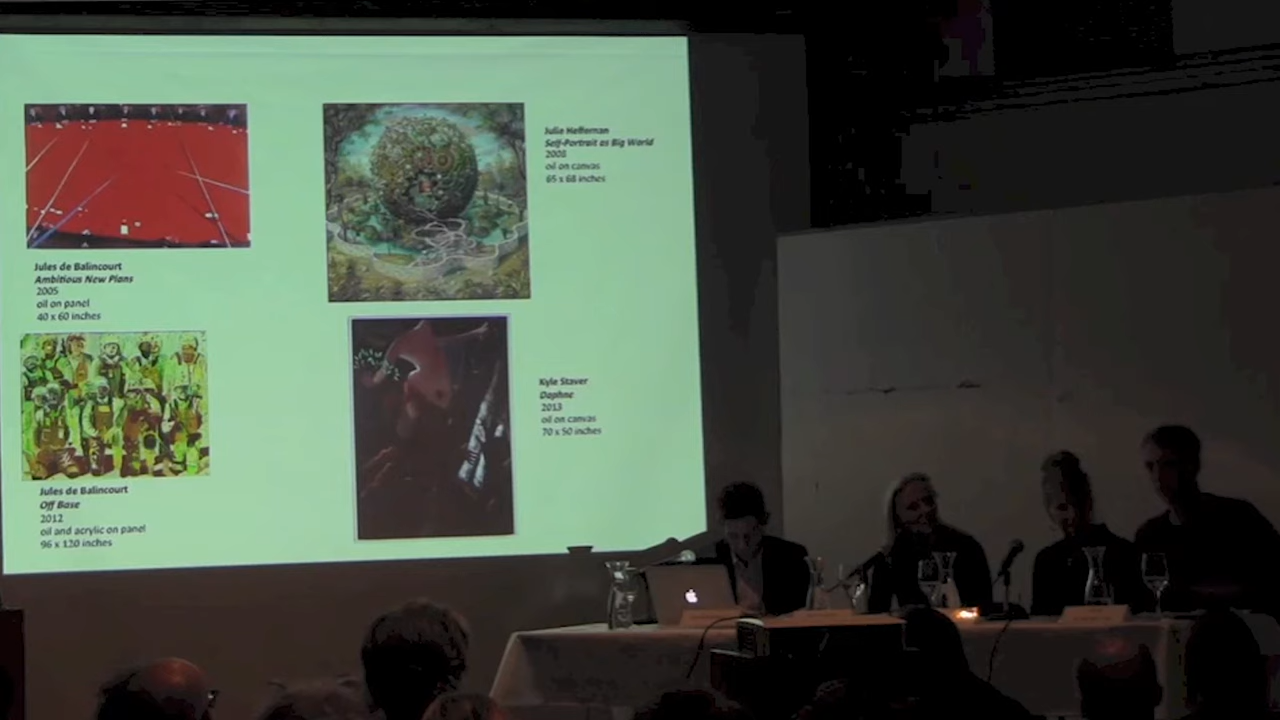 Jules de Balincourt
Ambitious New Plans
2005
oil on panel
40 x 60 inches
Jules de Balincourt
Off Base
2012
oil and acrylic on panel
96 x 120 inches
Julie Heffernan
Self-Portrait as Big World
2008
oil on canvas
65 x 68 inches
Kyle Staver
Daphne
2013
oil on canvas
70 x 50 inches